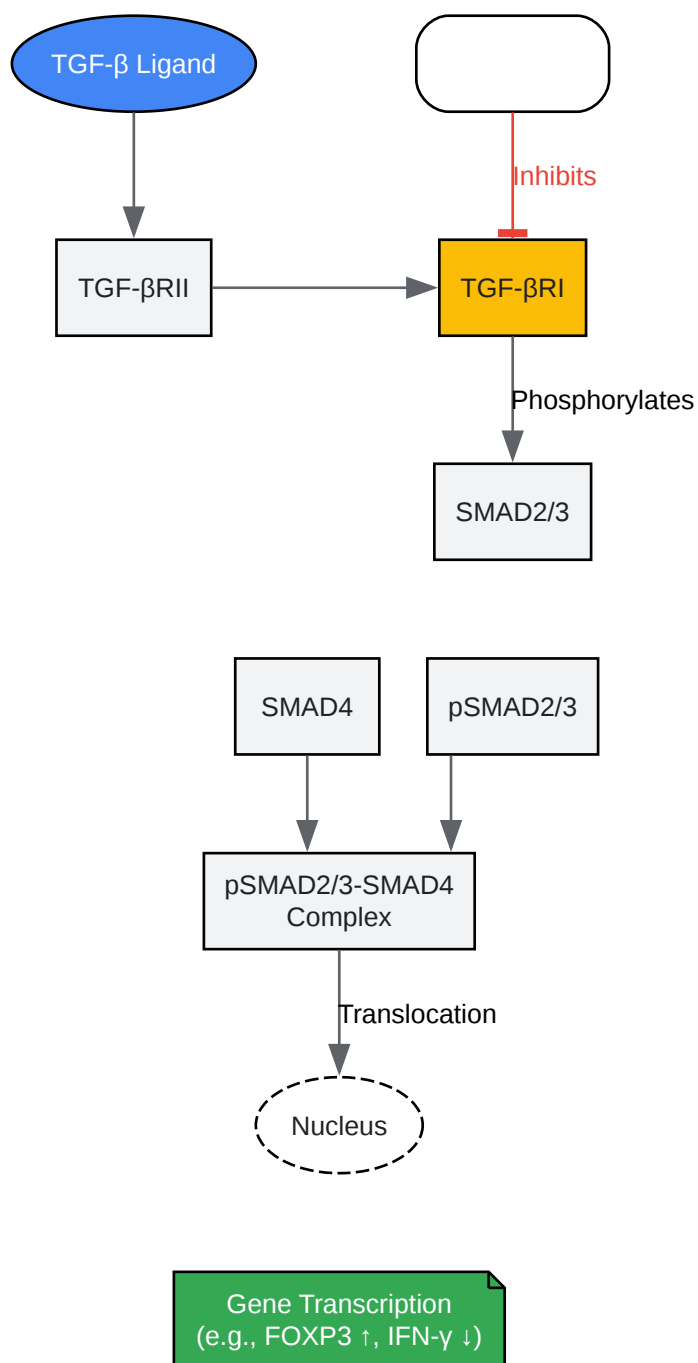 TGF-β Ligand
Inhibits
TGF-βRII
TGF-βRI
Phosphorylates
SMAD2/3
SMAD4
pSMAD2/3
pSMAD2/3-SMAD4
Complex
Translocation
Nucleus
Gene Transcription
(e.g., FOXP3 ↑, IFN-γ ↓)